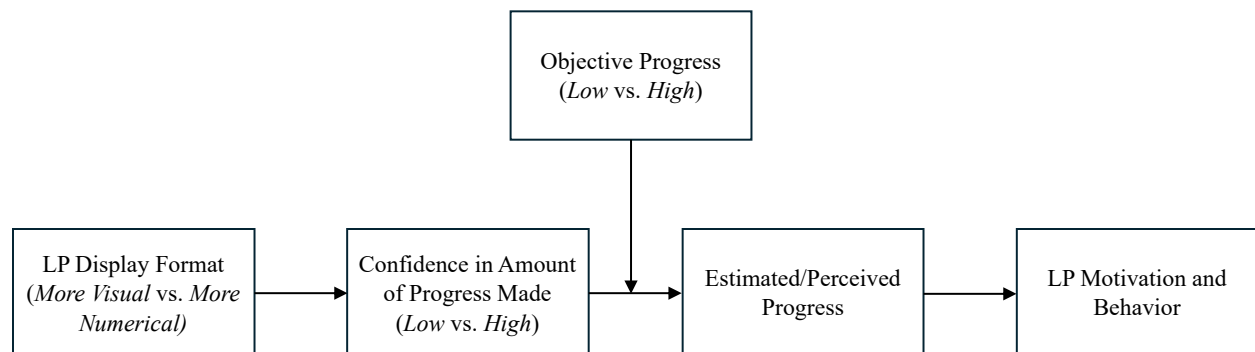 Objective Progress
(Low vs. High)
LP Display Format
(More Visual vs. More
Numerical)
Confidence in Amount
of Progress Made
(Low vs. High)
Estimated/Perceived
Progress
LP Motivation and
Behavior